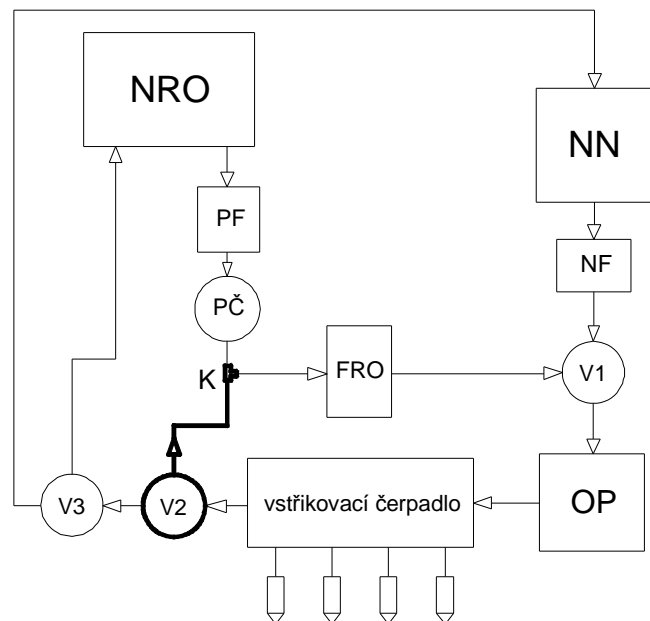 NRO
NN
PF
NF
PČ
K
FRO
V1
V3
V2
vstřikovací čerpadlo
OP